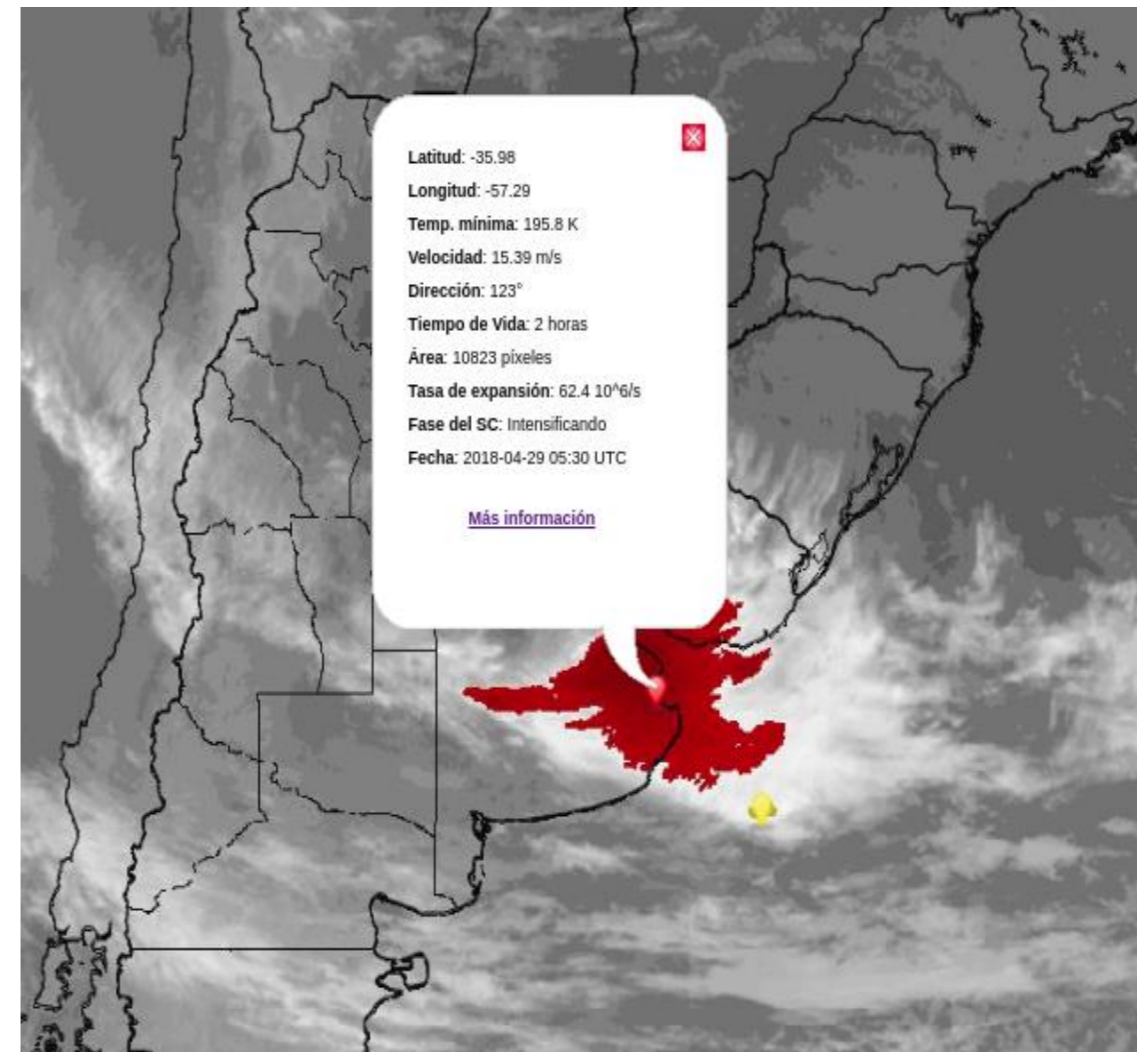 Latitud: -35.98
Longitud: -57.29
Temp. mínima: 195.8 K
Velocidad: 15.39 m/s
Dirección: 123°
Tiempo de Vida: 2 horas
Área: 10823 píxeles
Tasa de expansión: 62.4 10^6/s
Fase del SC: Intensificando
Fecha: 2018-04-29 05:30 UTC
Más información